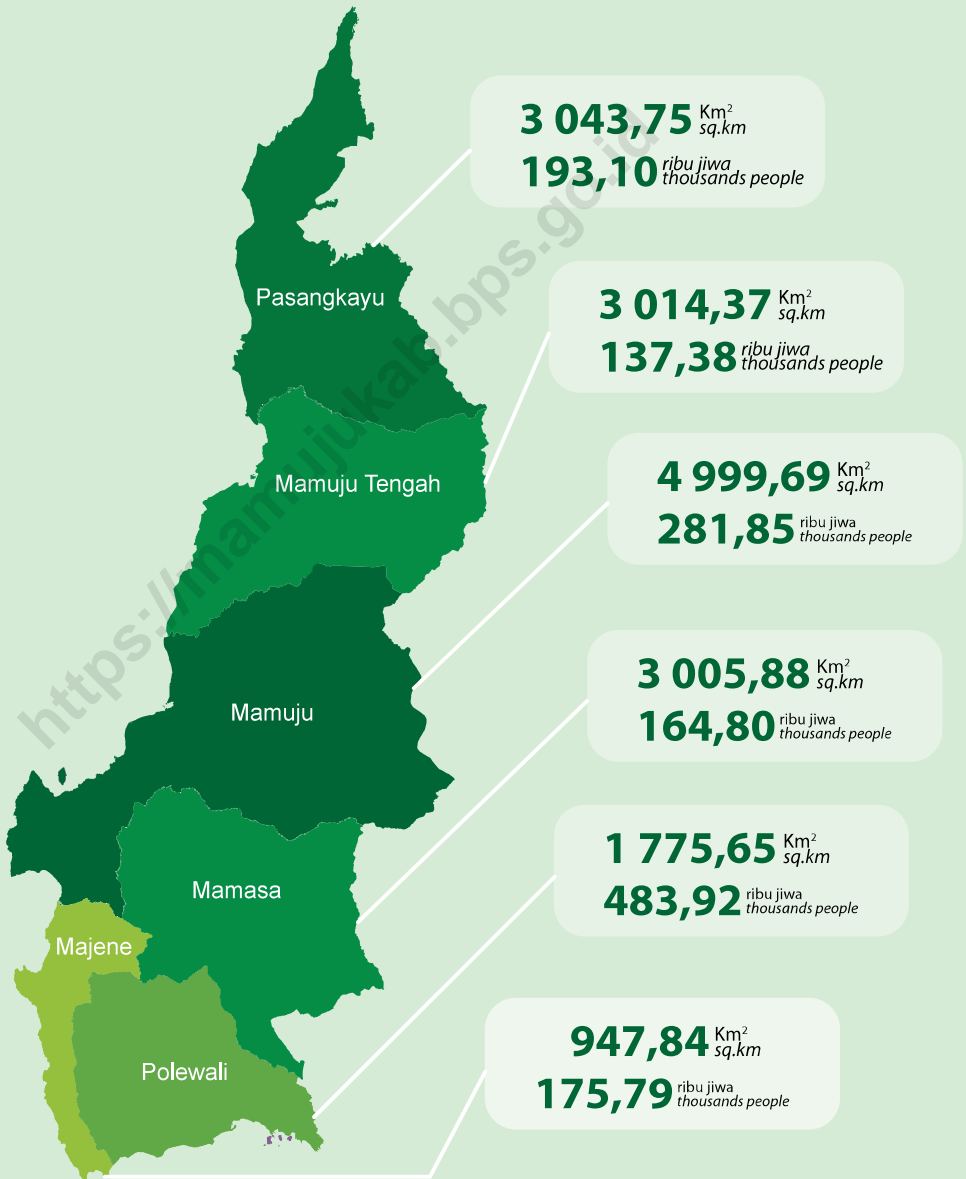 3 043,75 Km²
sq.km
193,10 ribu jiwa
thousands people
Pasangkayu
3 014,37 Km²
sq.km
137,38 ribu jiwa
thousands people
Mamuju Tengah
4 999,69 Km²
sq.km
281,85 ribu jiwa
thousands people
Mamuju
3 005,88 Km²
sq.km
164,80 ribu jiwa
thousands people
Mamasa
1 775,65 Km²
sq.km
483,92 ribu jiwa
thousands people
Majene
947,84 Km²
sq.km
175,79 ribu jiwa
thousands people
Polewali
https://mamujukab.bps.go.id